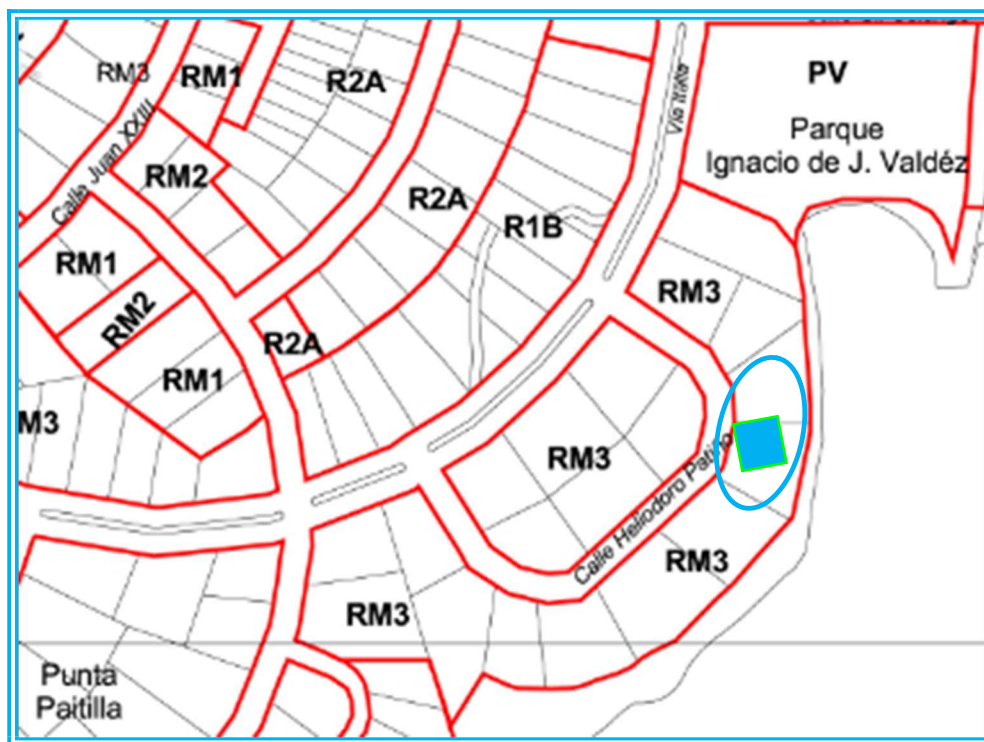 RM3
RM1
R2A
PV
Parque
Ignacio de J. Valdéz
Vía Italia
Calle Juan XXIII
RM2
R2A
R1B
RM1
RM2
RM3
R2A
RM1
M3
RM3
Calle Heliodoro Patiño
RM3
RM3
Punta
Paitilla